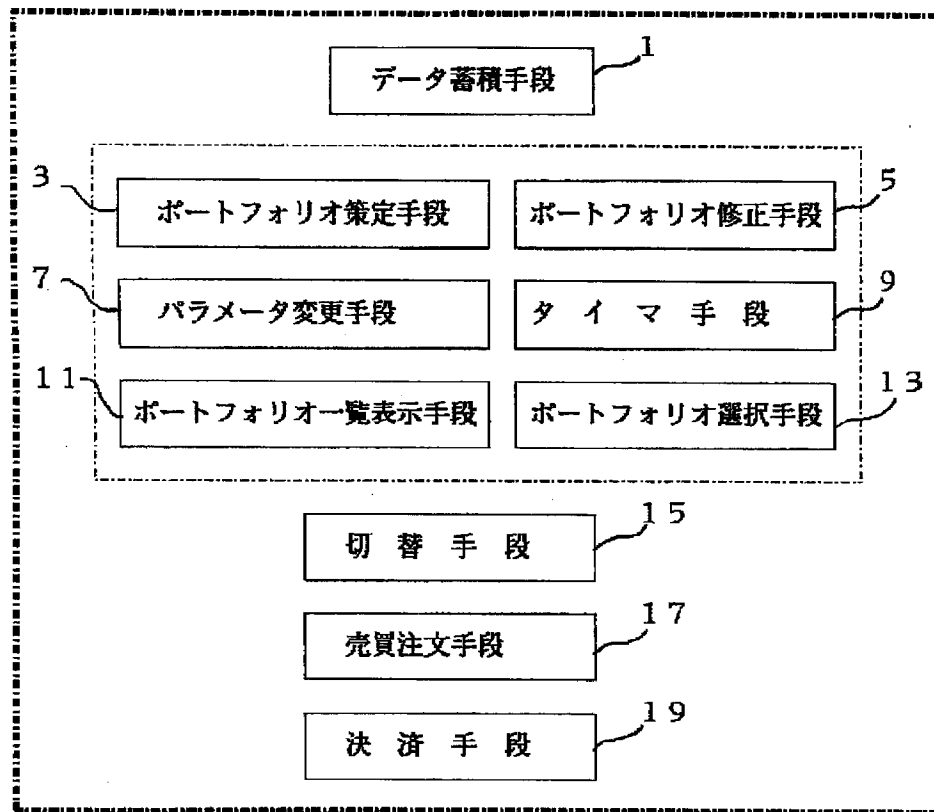 1
データ蓄積手段
3
ポートフォリオ策定手段
ポートフォリオ修正手段
5
7
パラメータ変更手段
タ イ マ 手 段
9
11
ポートフォリオ一覧表示手段
ポートフォリオ選択手段
13
切 替 手 段
15
売買注文手段
17
決 済 手 段
19